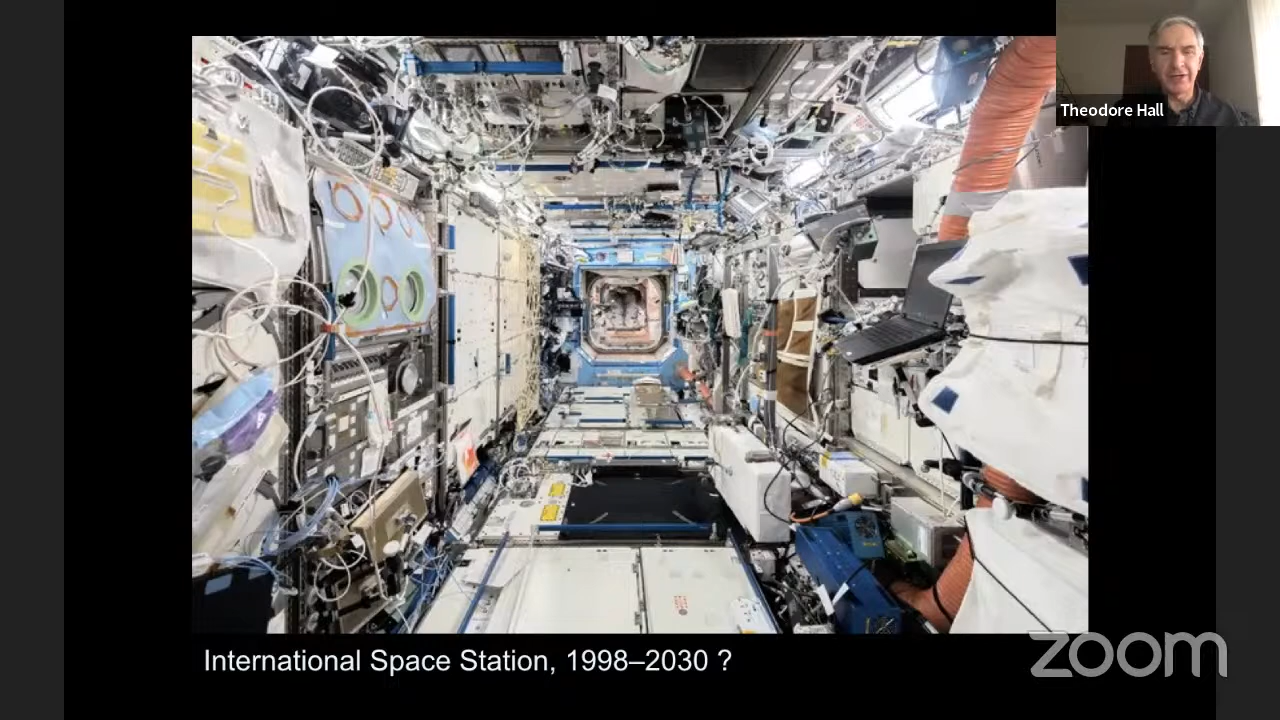 Theodore Hall
International Space Station, 1998–2030 ?
zoom